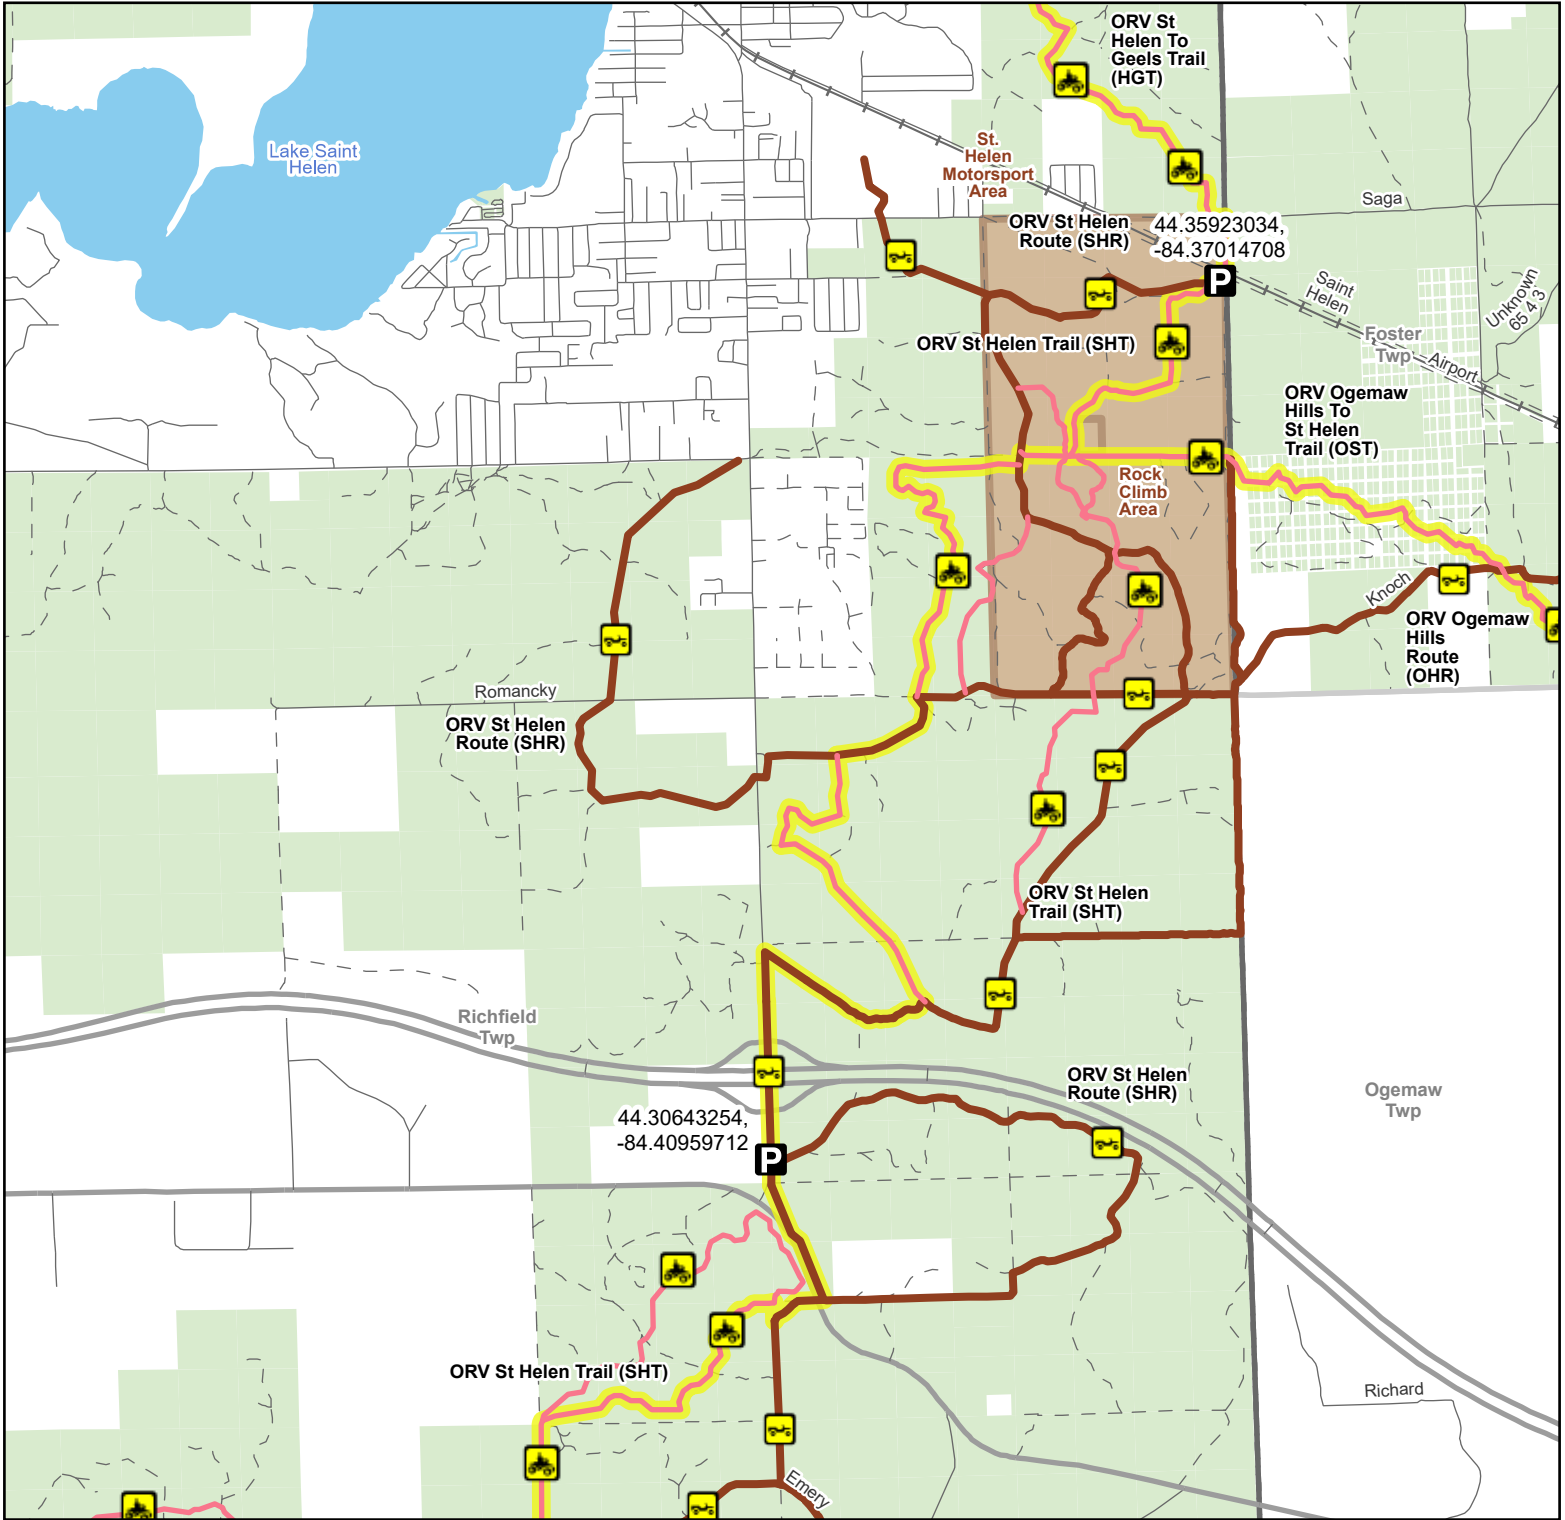 ORV St
Helen To
Geels Trail
(HGT)
Lake Saint
Helen
St.
Helen
Motorsport
Area
Saga
ORV St Helen
Route (SHR)
44.35923034,
-84.37014708
P
Saint
Helen
Unknown
65 4 3
ORV St Helen Trail (SHT)
Foster
Twp
Airport
ORV Ogemaw
Hills To
St Helen
Trail (OST)
Rock
Climb
Area
Knoch
ORV Ogemaw
Hills
Route
(OHR)
Romancky
ORV St Helen
Route (SHR)
ORV St Helen
Trail (SHT)
Richfield
Twp
ORV St Helen
Route (SHR)
Ogemaw
Twp
44.30643254,
-84.40959712
P
ORV St Helen Trail (SHT)
Richard
Emery